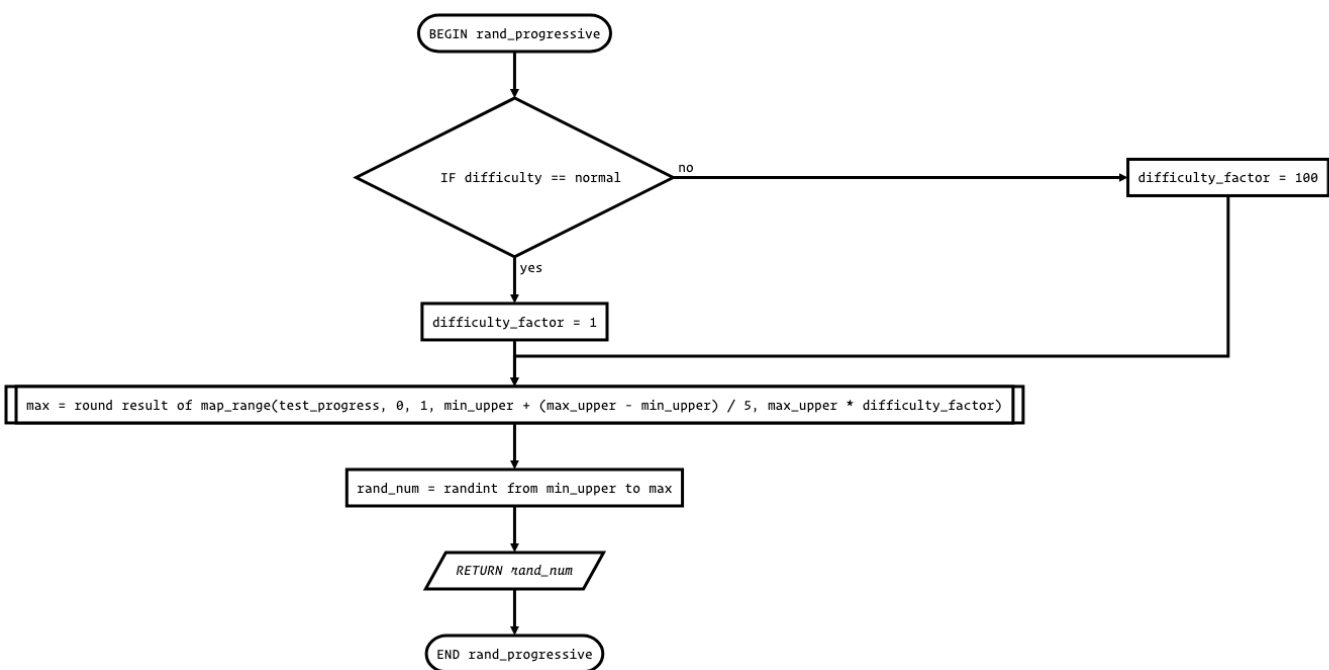 BEGIN rand_progressive
IF difficulty == normal
no
difficulty_factor = 100
yes
difficulty_factor = 1
max = round result of map_range(test_progress, 0, 1, min_upper + (max_upper - min_upper) / 5, max_upper * difficulty_factor)
rand_num = randint from min_upper to max
RETURN rand_num
END rand_progressive